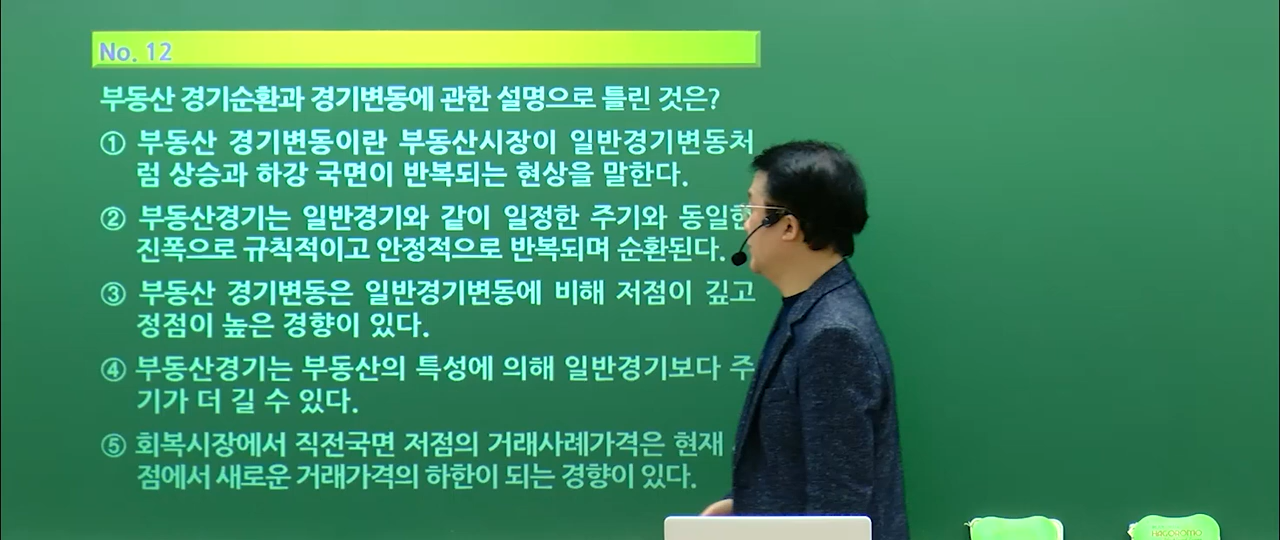 No. 12
부동산 경기순환과 경기변동에 관한 설명으로 틀린 것은?
① 부동산 경기변동이란 부동산시장이 일반경기변동처
럼 상승과 하강 국면이 반복되는 현상을 말한다.
② 부동산경기는 일반경기와 같이 일정한 주기와 동일한
진폭으로 규칙적이고 안정적으로 반복되며 순환된다.
③ 부동산 경기변동은 일반경기변동에 비해 저점이 깊고
정점이 높은 경향이 있다.
④ 부동산경기는 부동산의 특성에 의해 일반경기보다 주
기가 더 길 수 있다.
⑤ 회복시장에서 직전국면 저점의 거래사례가격은 현재
점에서 새로운 거래가격의 하한이 되는 경향이 있다.
HAGOROMO